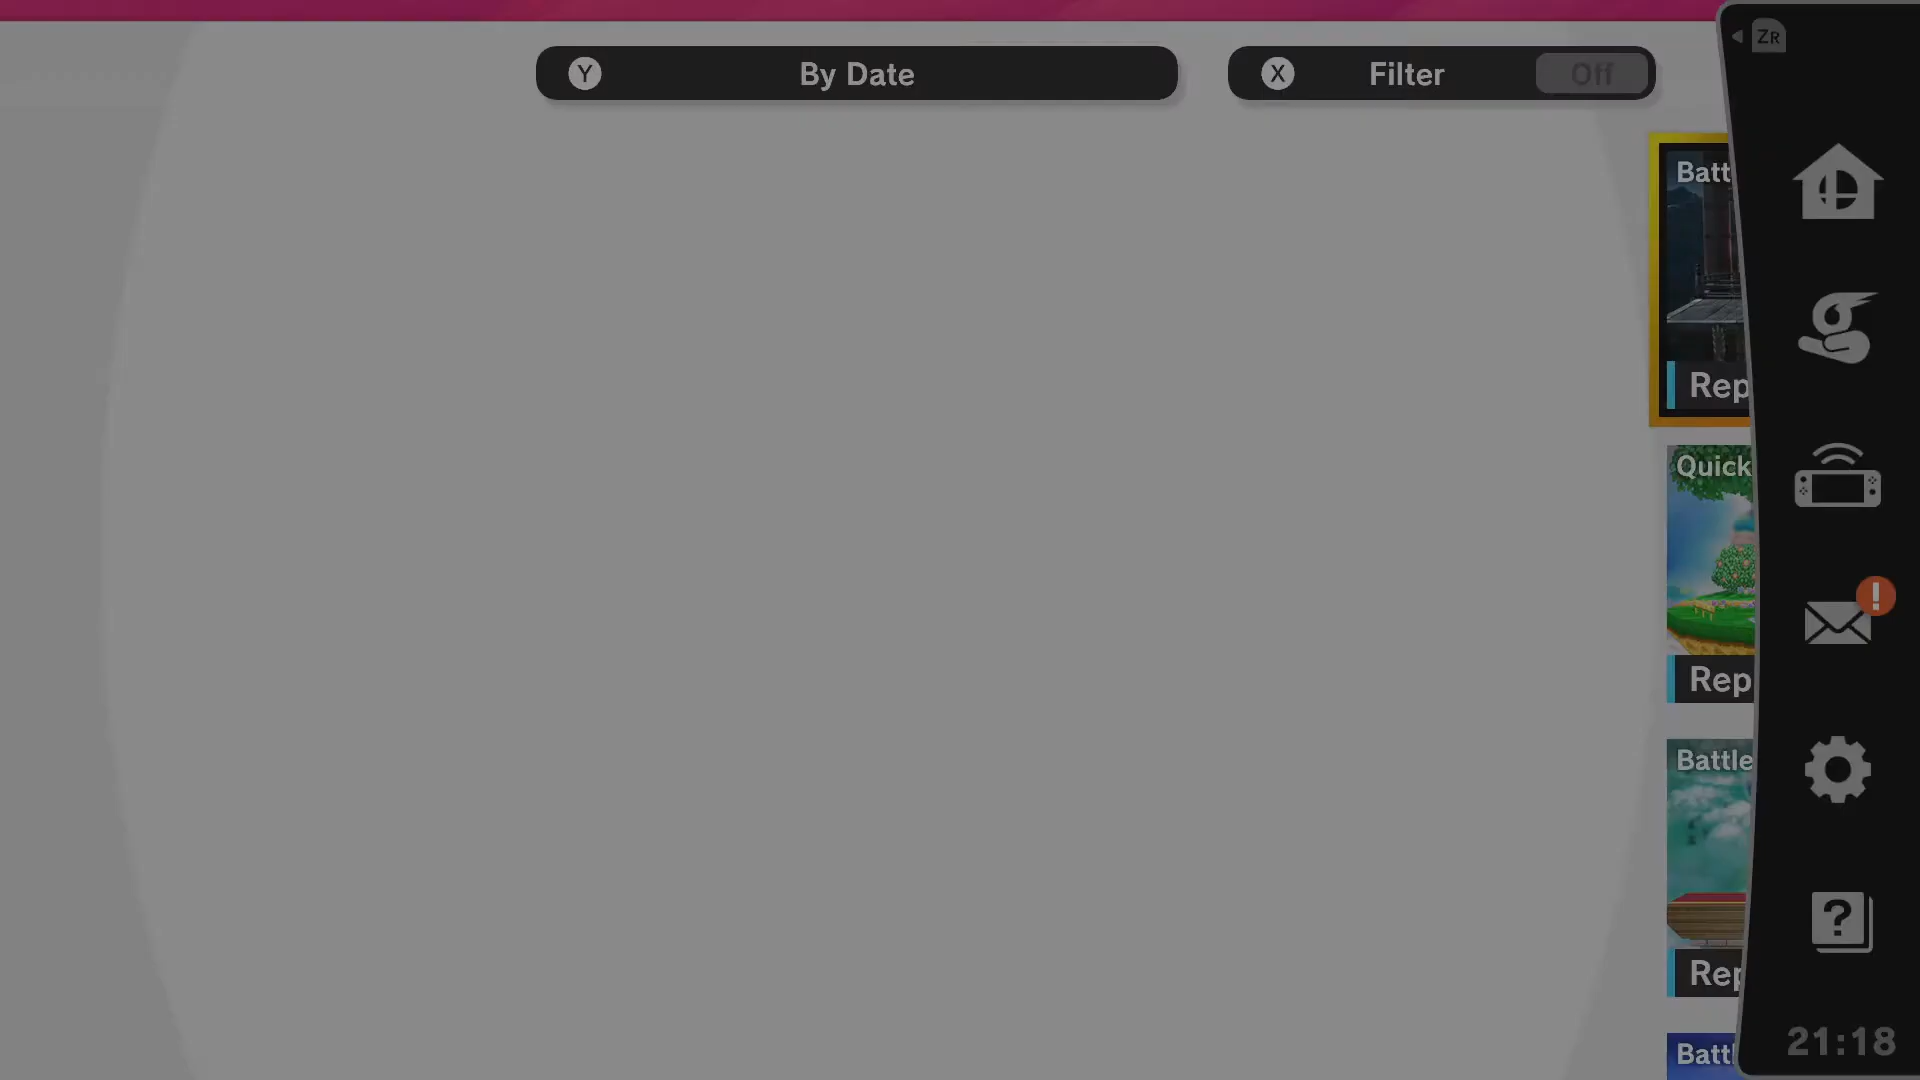 Y By Date
X Filter Off
ZR
Batt
Rep
Quick
Rep
Battle
Rep
Batt
!
?
21:18